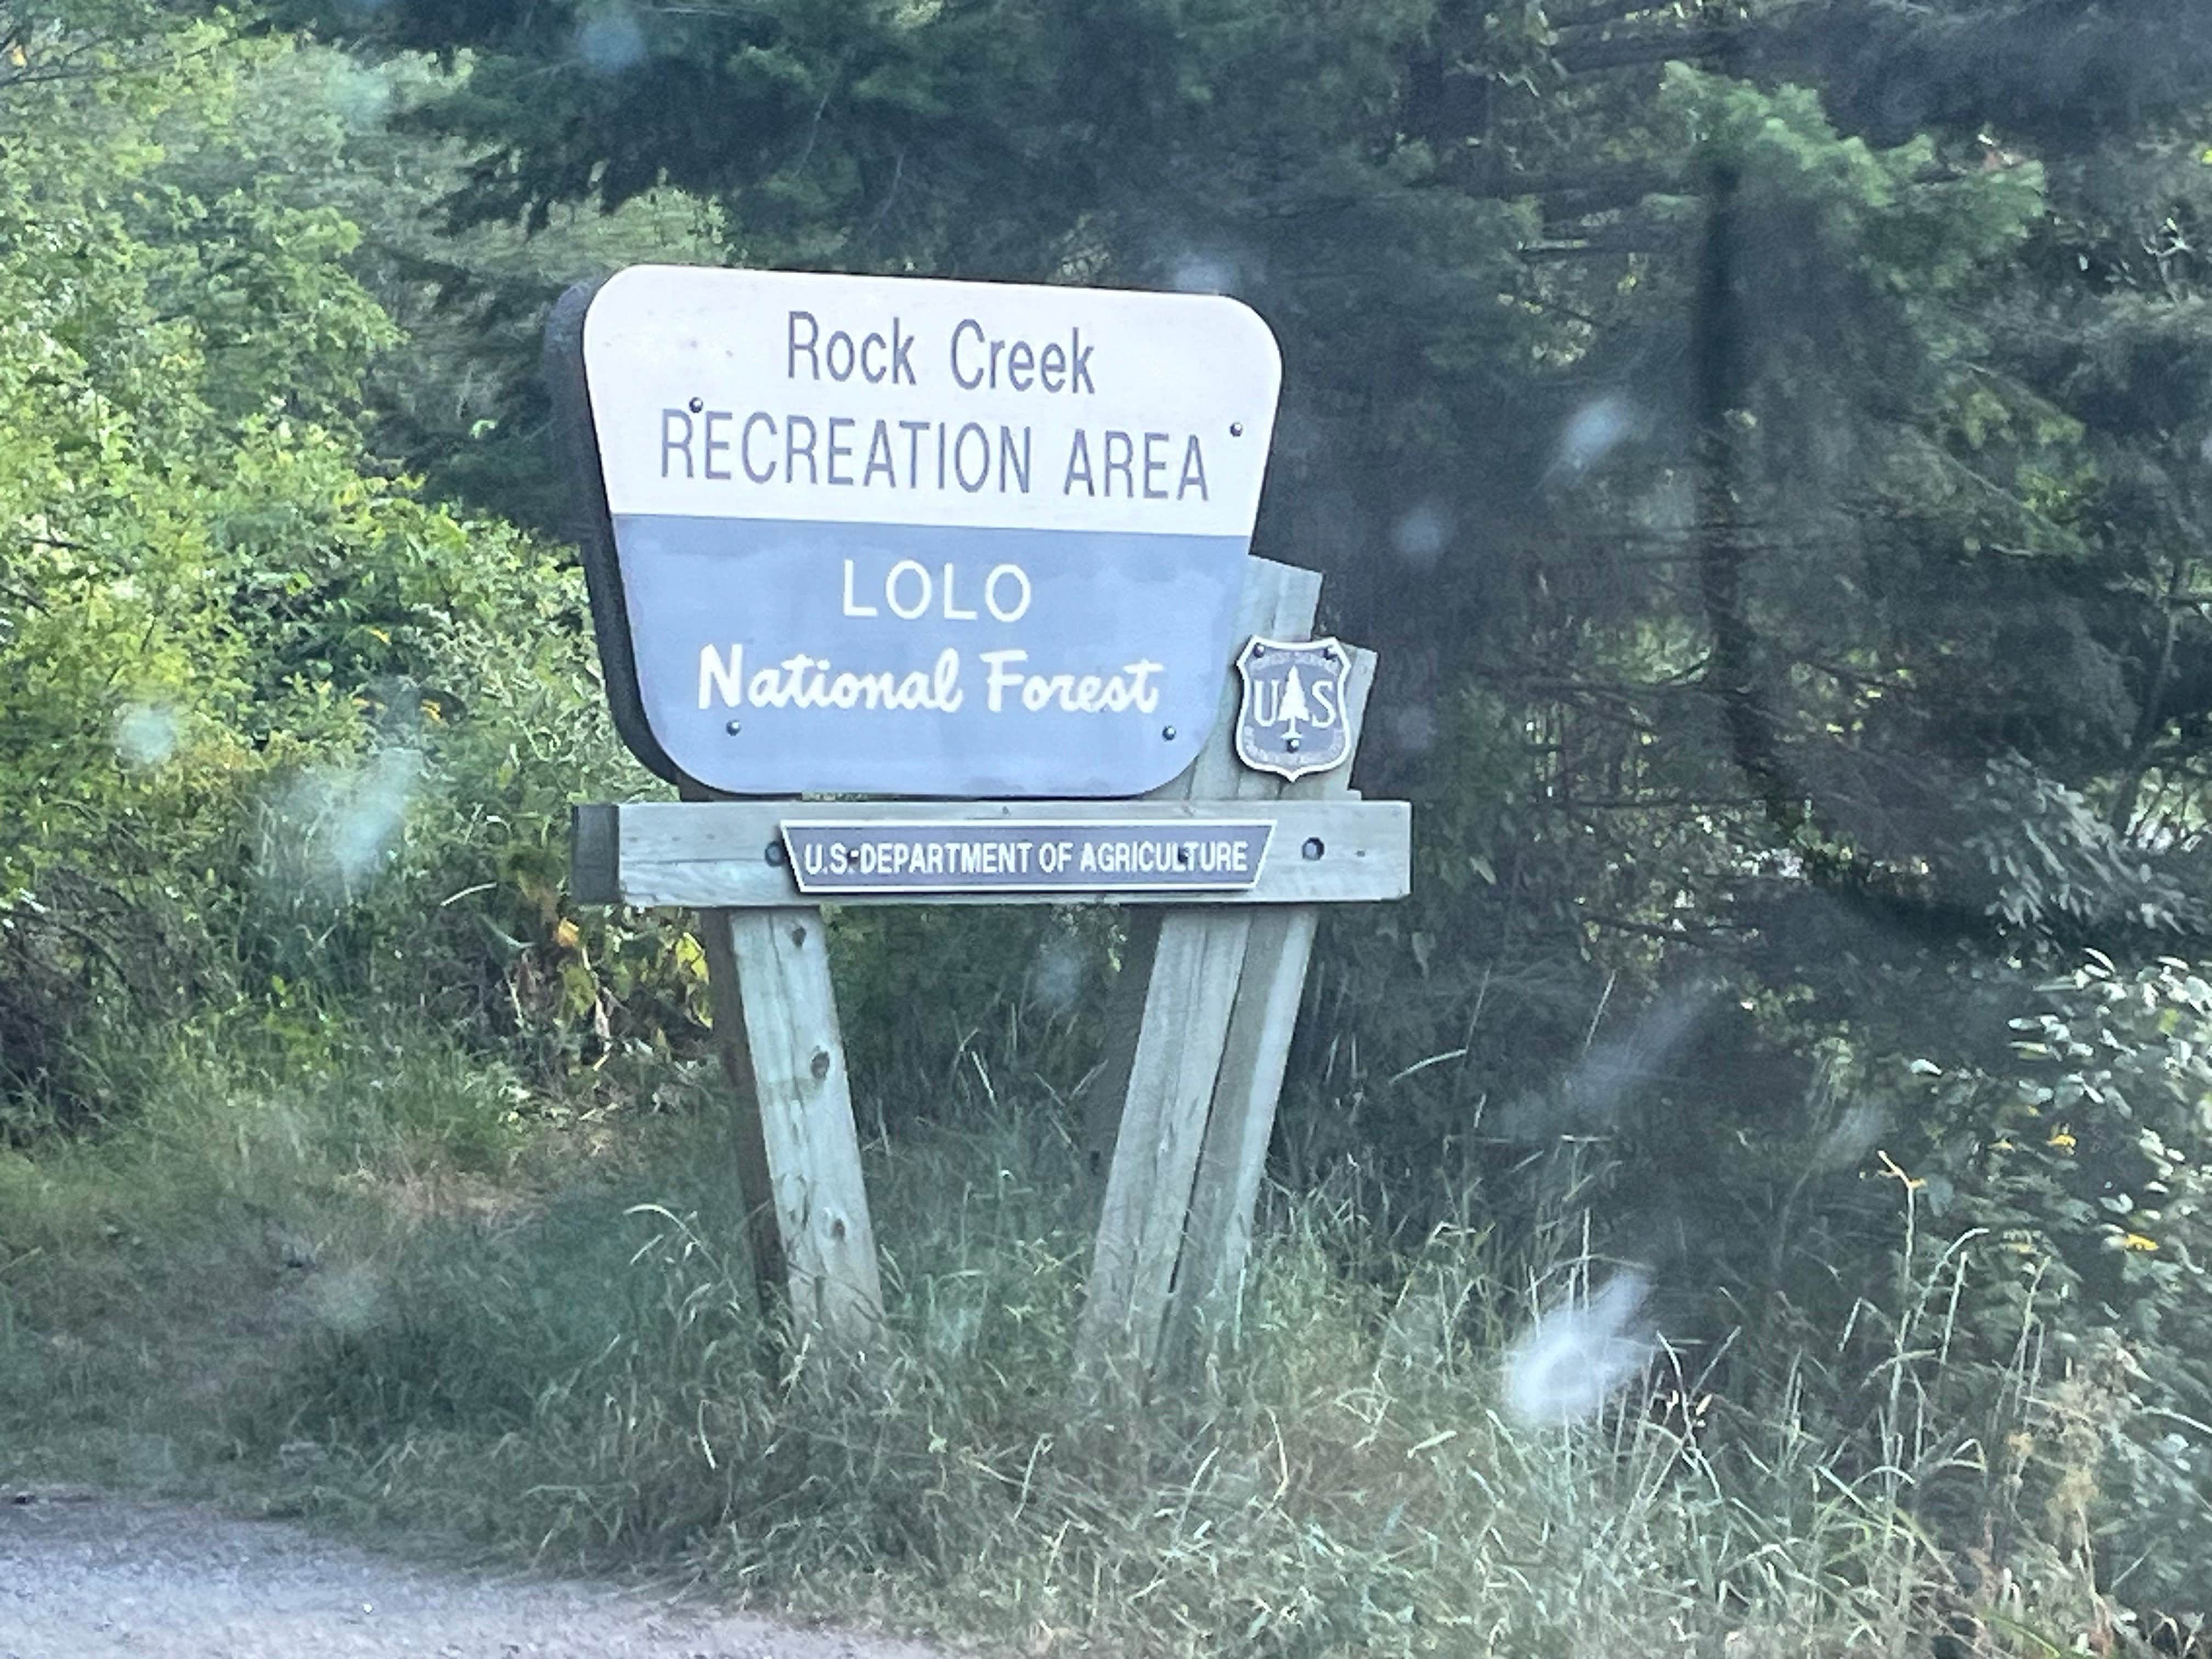 Rock Creek
RECREATION AREA
LOLO
National Forest
U S
U.S. DEPARTMENT OF AGRICULTURE